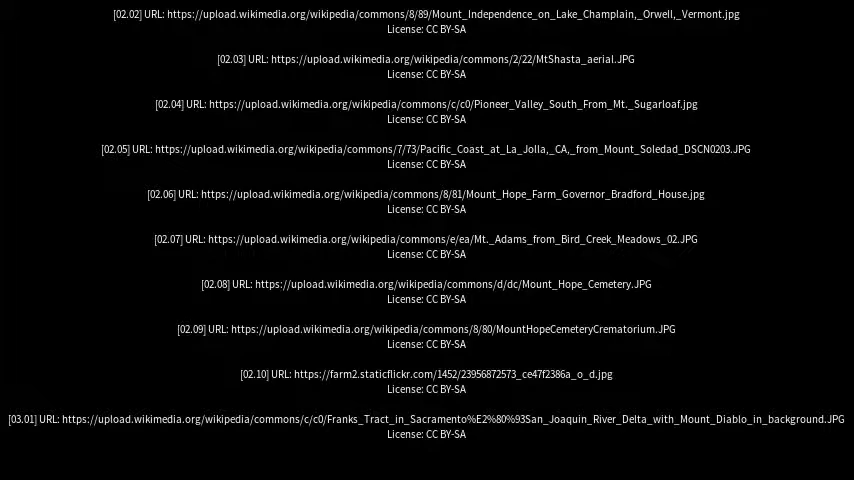 [02.02] URL: https://upload.wikimedia.org/wikipedia/commons/8/89/Mount_Independence_on_Lake_Champlain,_Orwell,_Vermont.jpg
License: CC BY-SA
[02.03] URL: https://upload.wikimedia.org/wikipedia/commons/2/22/MtShasta_aerial.JPG
License: CC BY-SA
[02.04] URL: https://upload.wikimedia.org/wikipedia/commons/c/c0/Pioneer_Valley_South_From_Mt._Sugarloaf.jpg
License: CC BY-SA
[02.05] URL: https://upload.wikimedia.org/wikipedia/commons/7/73/Pacific_Coast_at_La_Jolla,_CA,_from_Mount_Soledad_DSCN0203.JPG
License: CC BY-SA
[02.06] URL: https://upload.wikimedia.org/wikipedia/commons/8/81/Mount_Hope_Farm_Governor_Bradford_House.jpg
License: CC BY-SA
[02.07] URL: https://upload.wikimedia.org/wikipedia/commons/e/ea/Mt._Adams_from_Bird_Creek_Meadows_02.JPG
License: CC BY-SA
[02.08] URL: https://upload.wikimedia.org/wikipedia/commons/d/dc/Mount_Hope_Cemetery.JPG
License: CC BY-SA
[02.09] URL: https://upload.wikimedia.org/wikipedia/commons/8/80/MountHopeCemeteryCrematorium.JPG
License: CC BY-SA
[02.10] URL: https://farm2.staticflickr.com/1452/23956872573_ce47f2386a_o_d.jpg
License: CC BY-SA
[03.01] URL: https://upload.wikimedia.org/wikipedia/commons/c/c0/Franks_Tract_in_Sacramento%E2%80%93San_Joaquin_River_Delta_with_Mount_Diablo_in_background.JPG
License: CC BY-SA